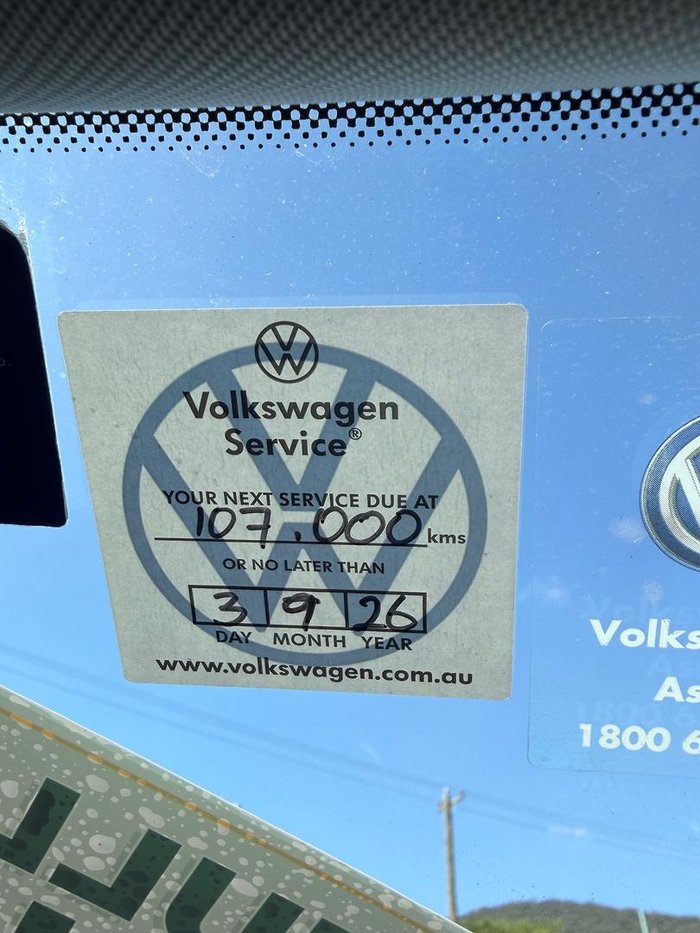 Volkswagen
Service®
YOUR NEXT SERVICE DUE AT
107.000 kms
OR NO LATER THAN
3 9 26
DAY MONTH YEAR
www.volkswagen.com.au
Volks
As
1800 6